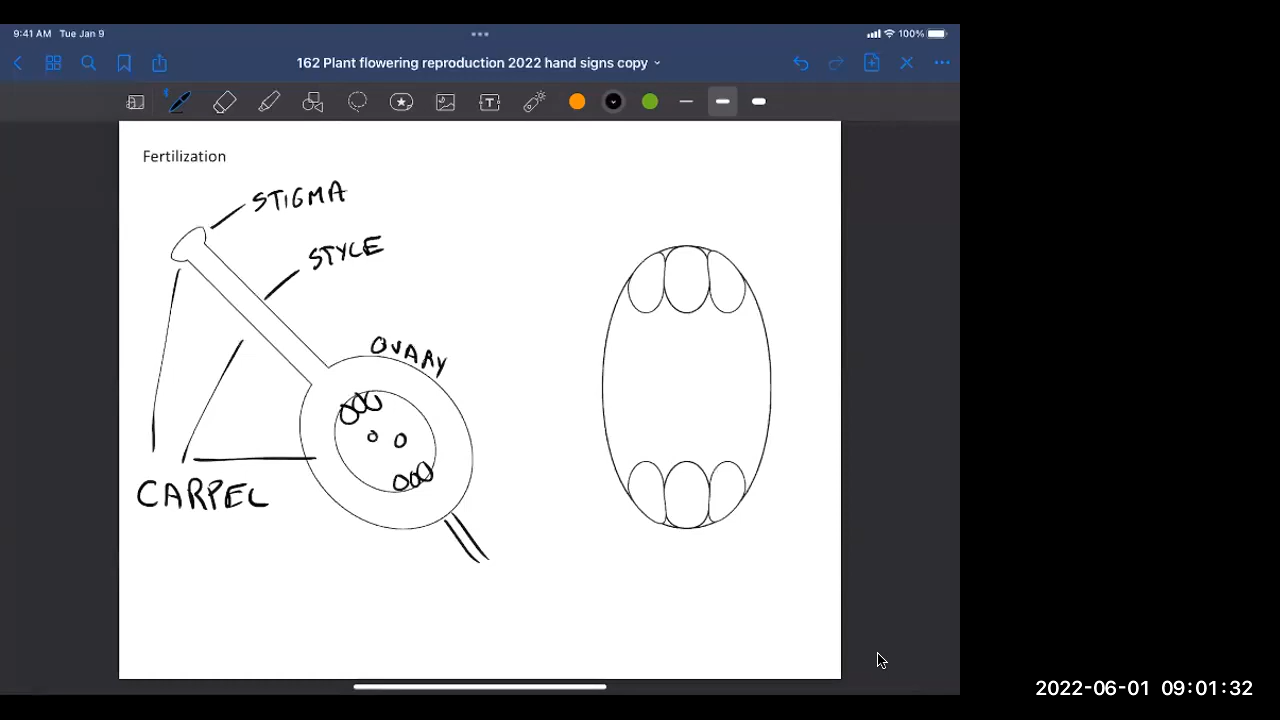 9:41 AM Tue Jan 9
100%
162 Plant flowering reproduction 2022 hand signs copy
T
Fertilization
STIGMA
STYLE
OVARY
CARPEL
2022-06-01 09:01:32